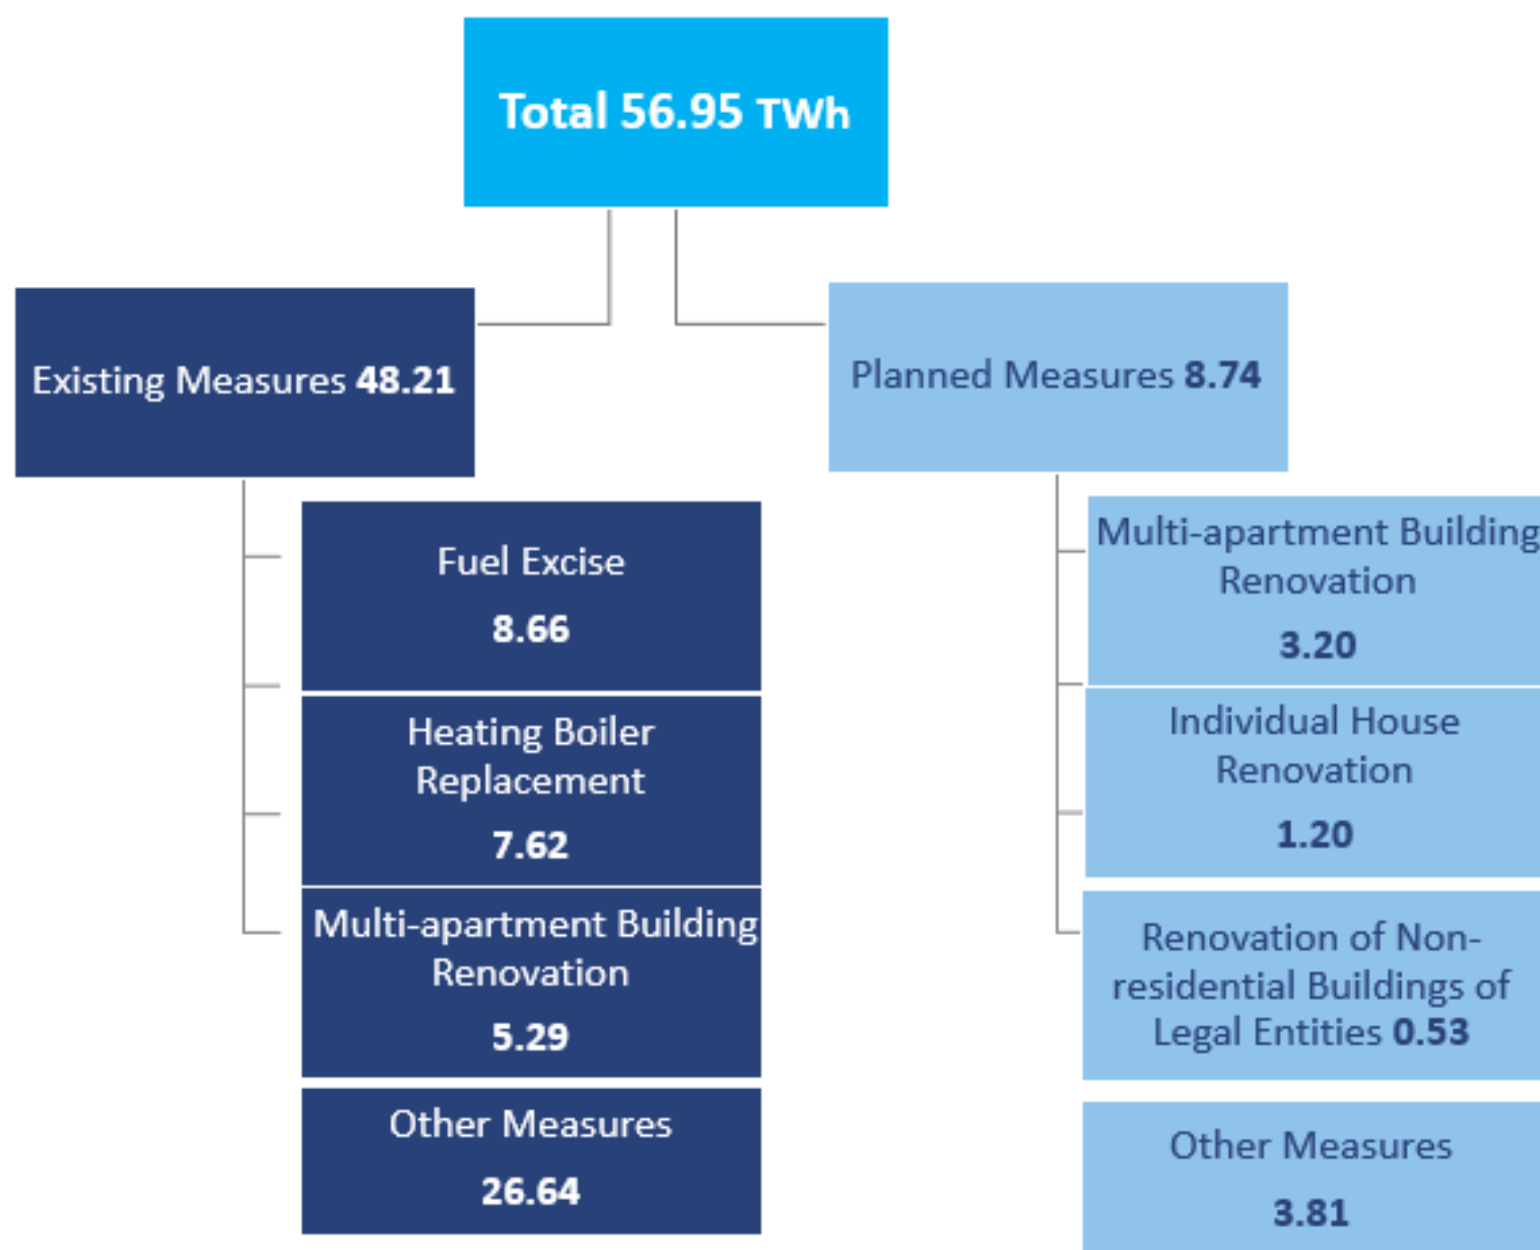 Total 56.95 TWh
Existing Measures 48.21
Fuel Excise
8.66
Heating Boiler
Replacement
7.62
Multi-apartment Building
Renovation
5.29
Other Measures
26.64
Planned Measures 8.74
Multi-apartment Building
Renovation
3.20
Individual House
Renovation
1.20
Renovation of Non-
residential Buildings of
Legal Entities 0.53
Other Measures
3.81